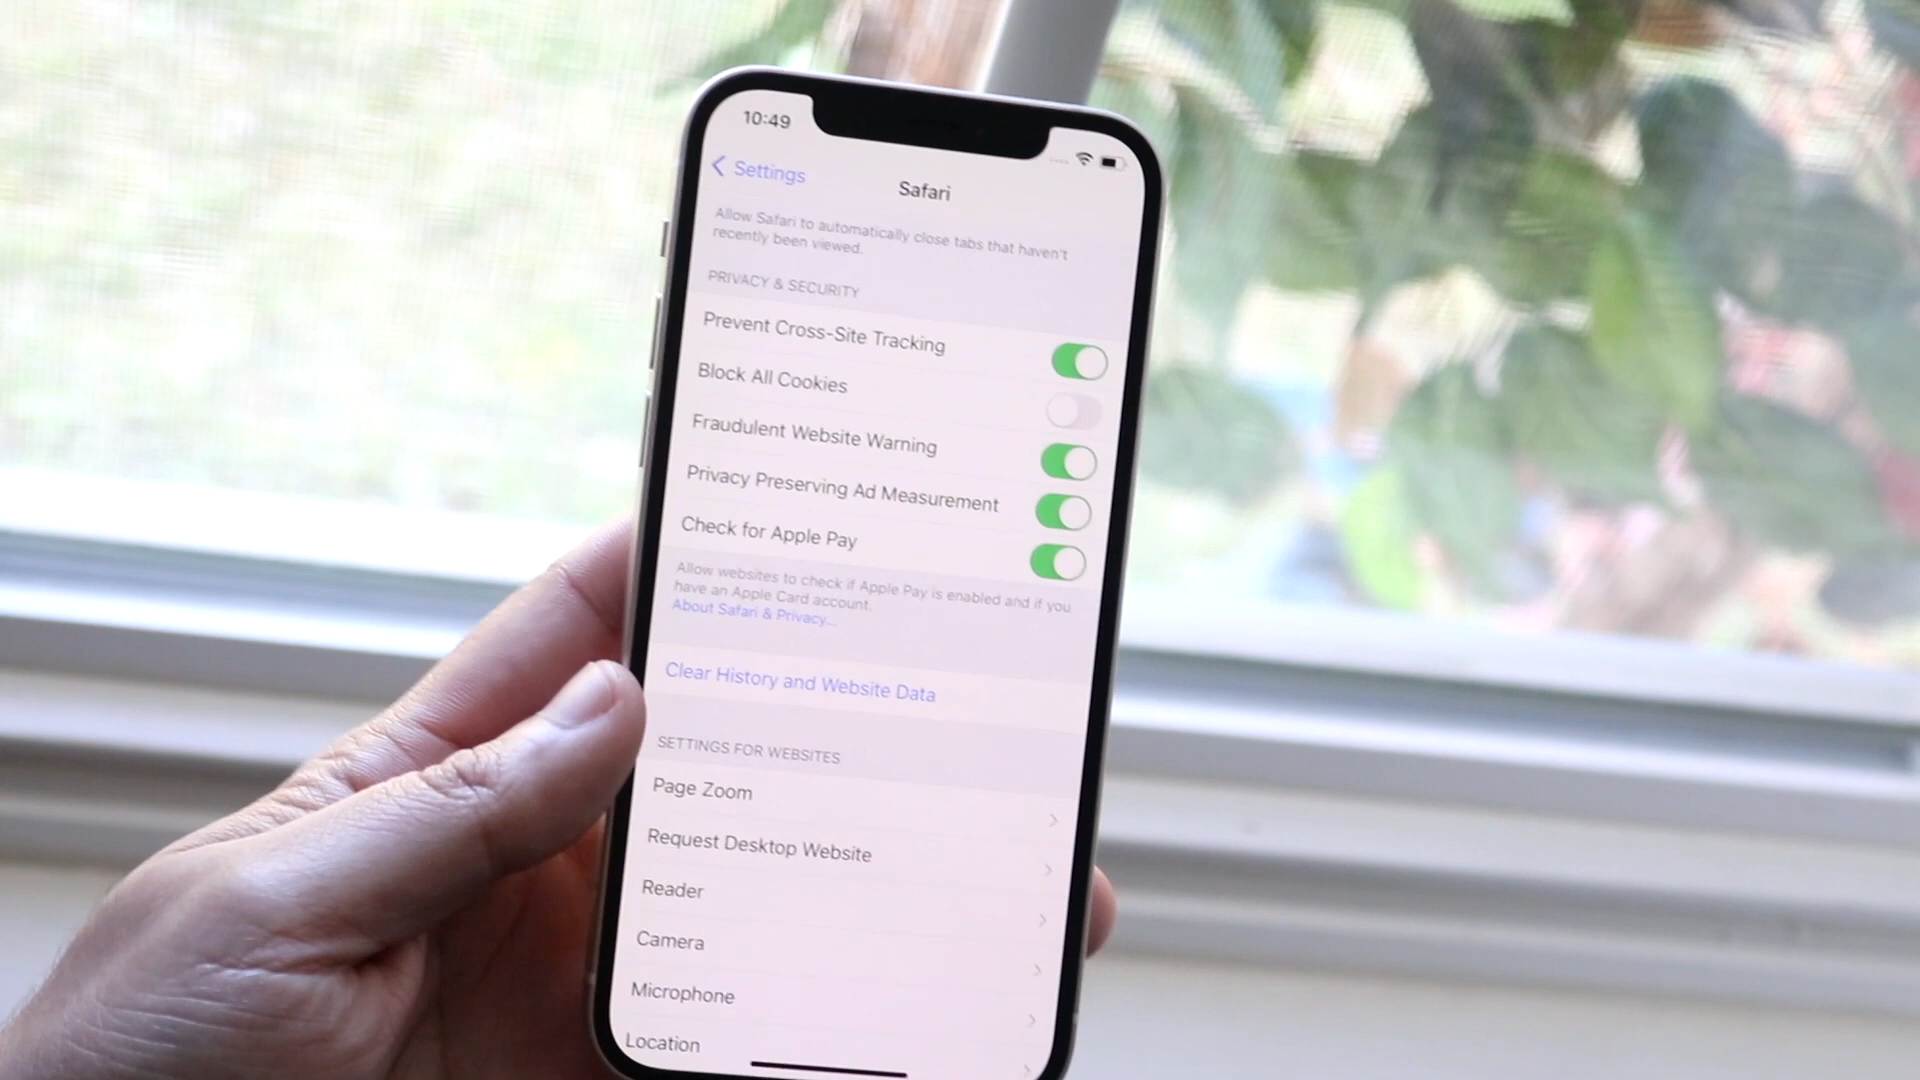 10:49
Settings
Safari
Allow Safari to automatically close tabs that haven't
recently been viewed.
PRIVACY & SECURITY
Prevent Cross-Site Tracking
Block All Cookies
Fraudulent Website Warning
Privacy Preserving Ad Measurement
Check for Apple Pay
Allow websites to check if Apple Pay is enabled and if you
have an Apple Card account.
About Safari & Privacy...
Clear History and Website Data
SETTINGS FOR WEBSITES
Page Zoom
Request Desktop Website
Reader
Camera
Microphone
Location